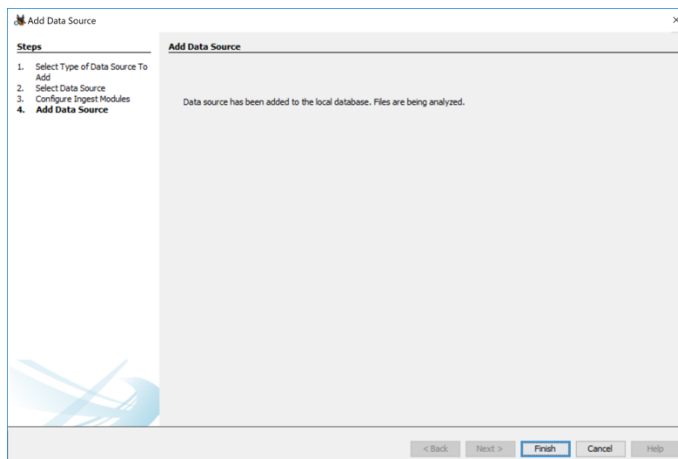 Add Data Source
Steps
1. Select Type of Data Source To
Add
2. Select Data Source
3. Configure Ingest Modules
4. Add Data Source
Add Data Source
Data source has been added to the local database. Files are being analyzed.
< Back Next > Finish Cancel Help